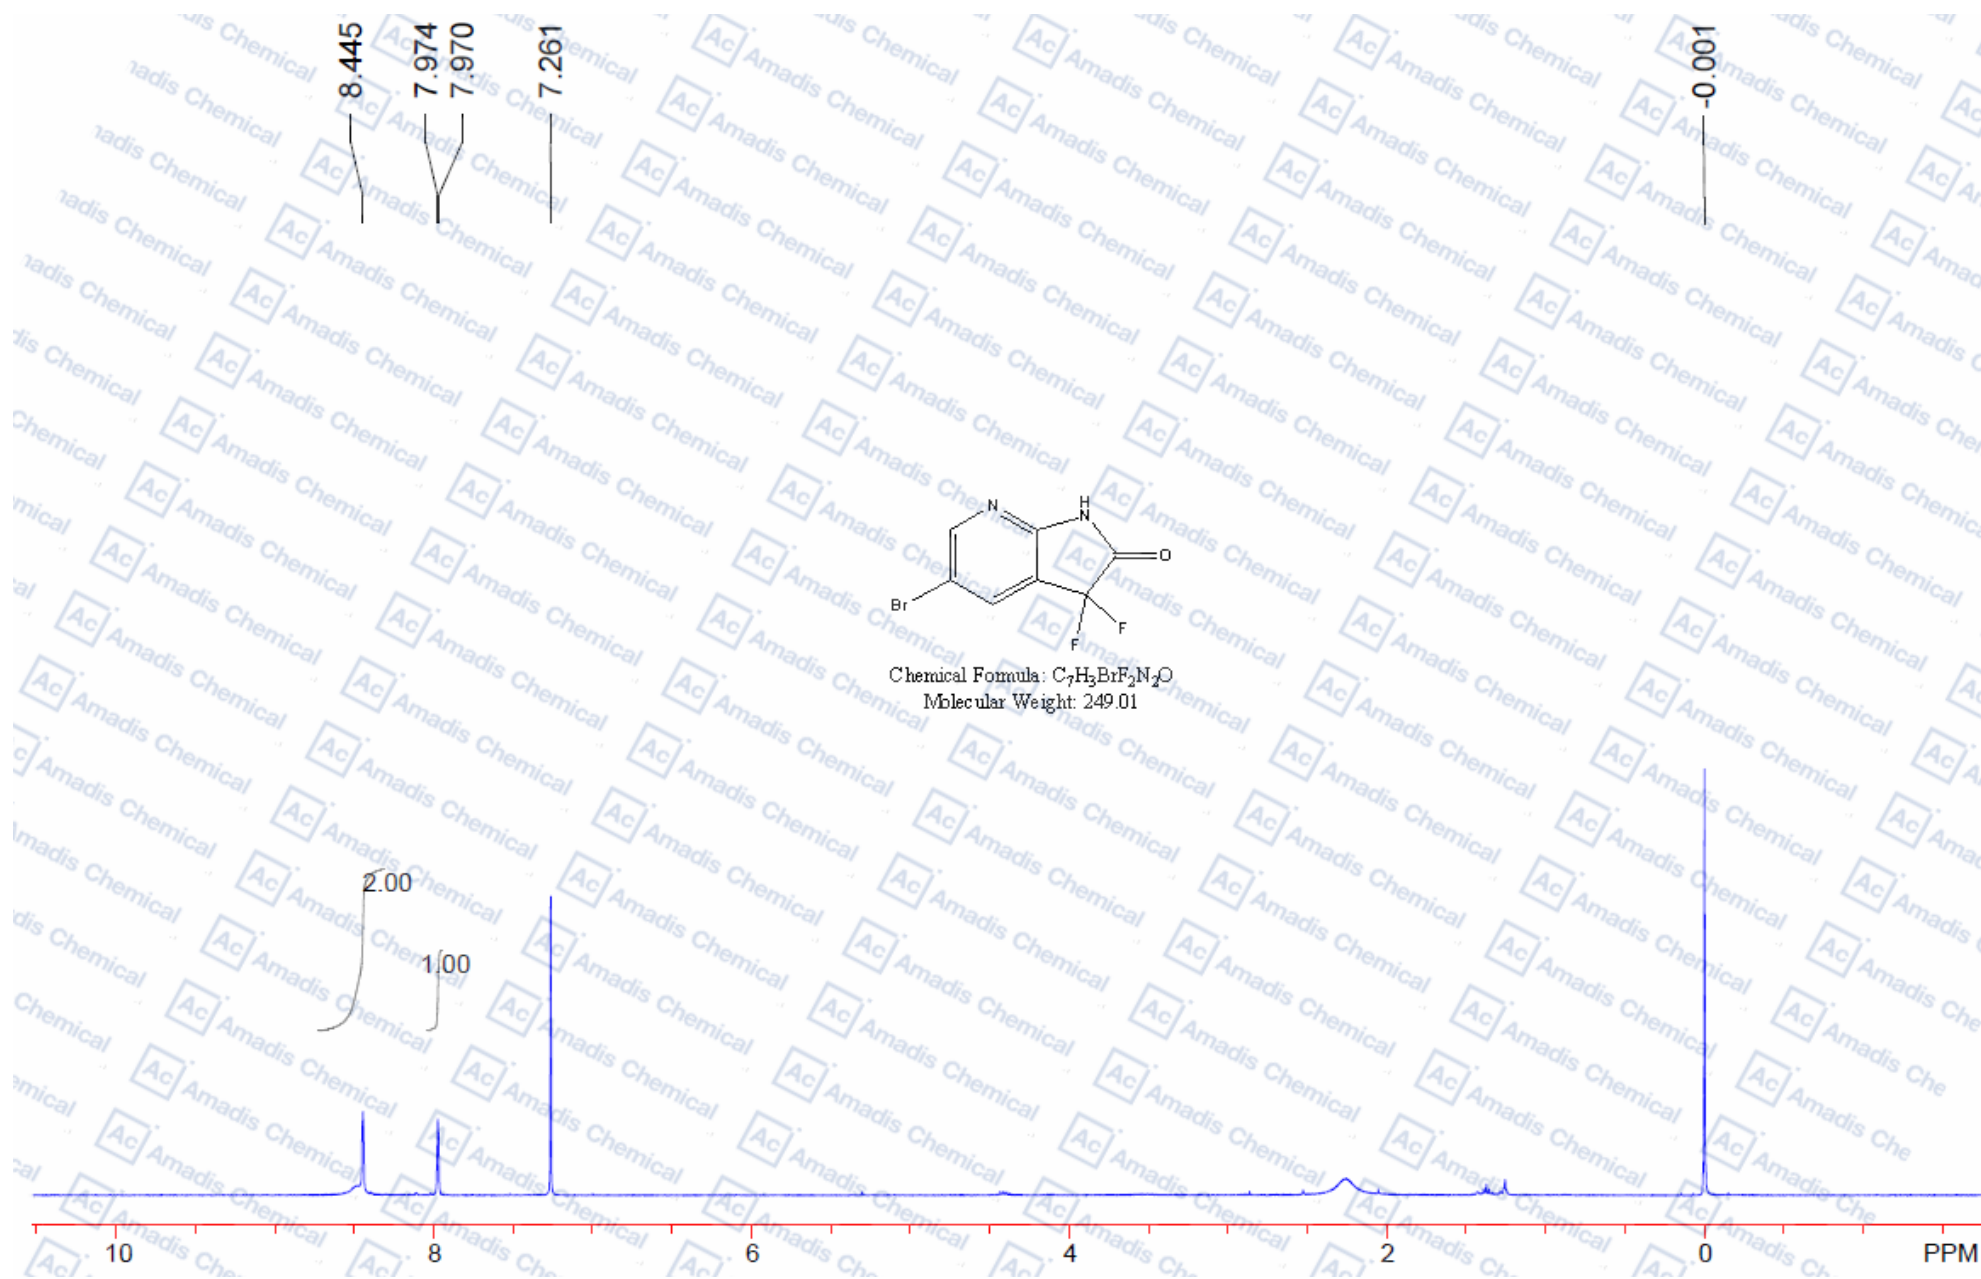 8.445
7.974
7.970
7.261
-0.001
N
H
N
O
Br
F
F
Chemical Formula: C₇H₃BrF₂N₂O
Molecular Weight: 249.01
2.00
1.00
10 8 6 4 2 0 PPM
Ac Amadis Chemical